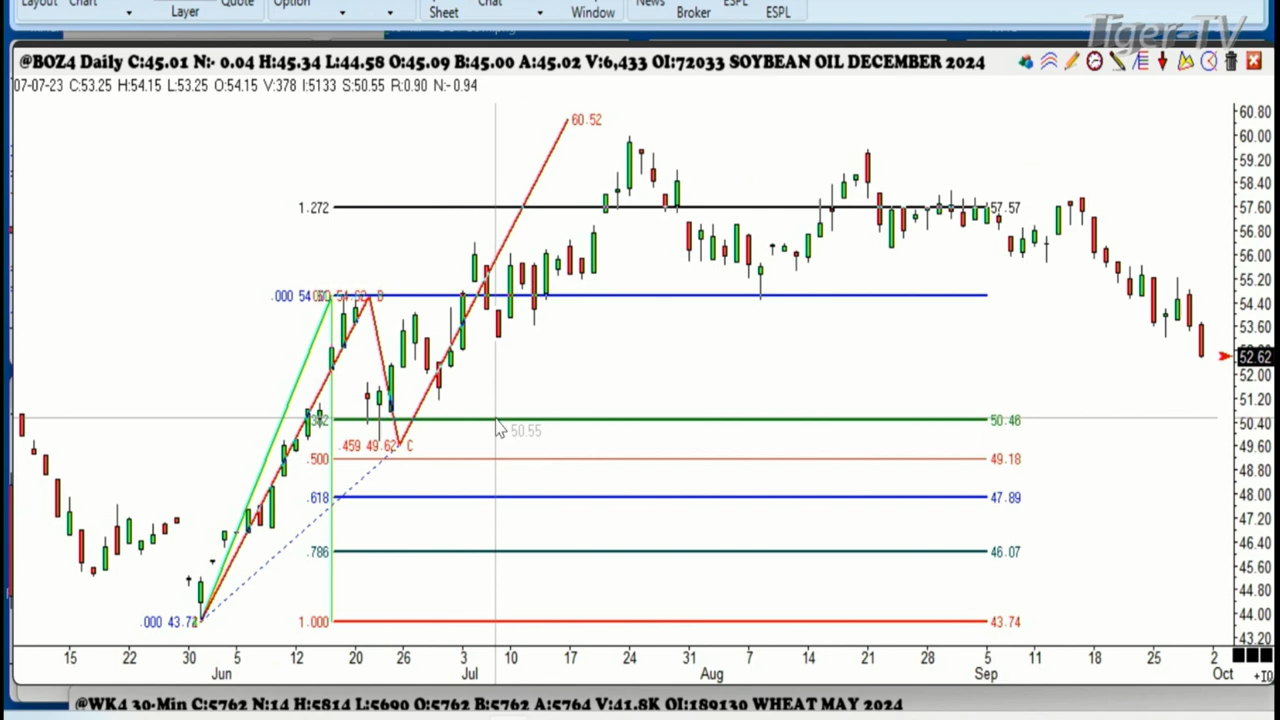 Layout Chart Layer Quote Option Sheet Chat Window News Broker ESPL ESPL
Tiger-TV
@BOZ4 Daily C:45.01 N:- 0.04 H:45.34 L:44.58 O:45.09 B:45.00 A:45.02 V:6,433 OI:72033 SOYBEAN OIL DECEMBER 2024
07-07-23 C:53.25 H:54.15 L:53.25 O:54.15 V:378 I:5133 S:50.55 R:0.90 N:-0.94
60.80
60.52
60.00
59.20
58.40
1.272 57.57 57.60
56.80
56.00
55.20
.000 54.40
53.60
52.62
52.00
51.20
50.46 50.40
50.55
.459 49.62 C 49.60
.500 49.18
48.80
.618 47.89 48.00
47.20
46.40
.786 46.07
45.60
44.80
44.00
.000 43.7 1.000 43.74
43.20
15 22 30 5 12 20 26 3 10 17 24 31 7 14 21 28 5 11 18 25 2
Jun Jul Aug Sep Oct
@WK4 30-Min C:5762 N:14 H:5814 L:5690 O:5762 B:5762 A:5764 V:41.8K OI:189130 WHEAT MAY 2024